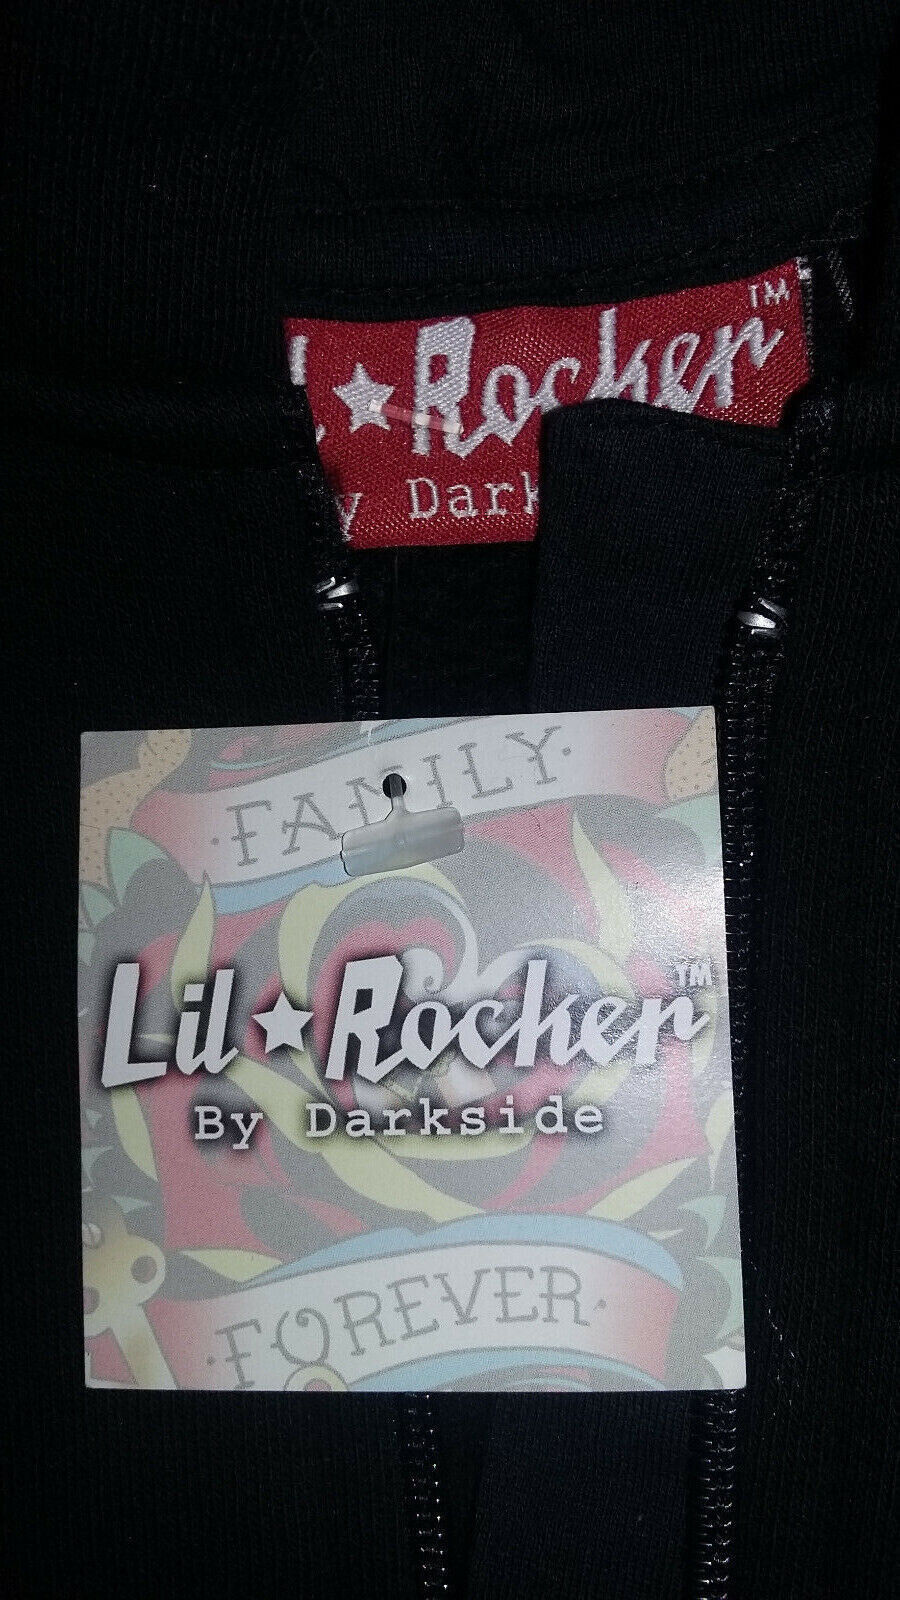 ★Rocker™
Dark
·FAMILY·
Lil★Rocker™
By Darkside
·FOREVER·